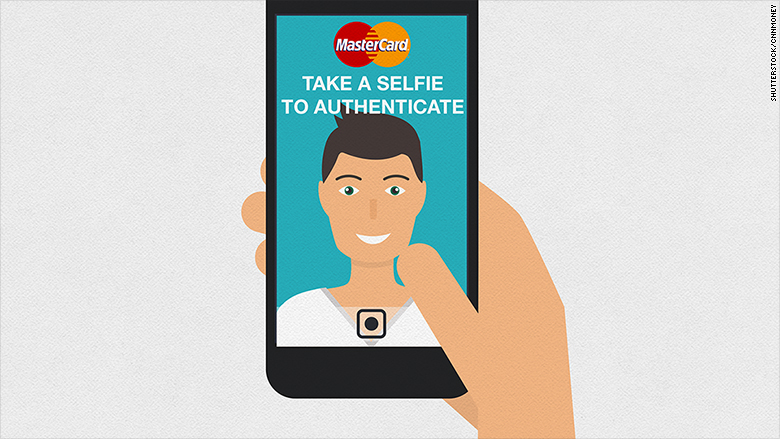 MasterCard
TAKE A SELFIE
TO AUTHENTICATE
SHUTTERSTOCK/CNNMONEY